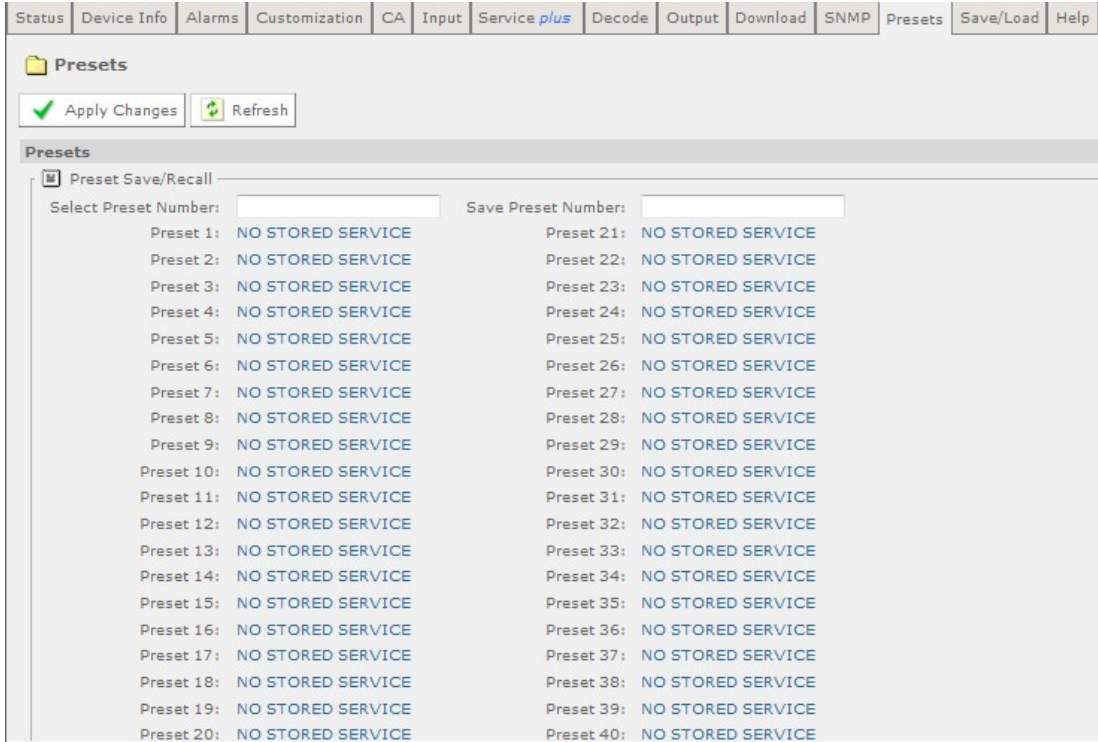 Status Device Info Alarms Customization CA Input Service plus Decode Output Download SNMP Presets Save/Load Help
Presets
Apply Changes Refresh
Presets
Preset Save/Recall
Select Preset Number: Save Preset Number:
Preset 1: NO STORED SERVICE Preset 21: NO STORED SERVICE
Preset 2: NO STORED SERVICE Preset 22: NO STORED SERVICE
Preset 3: NO STORED SERVICE Preset 23: NO STORED SERVICE
Preset 4: NO STORED SERVICE Preset 24: NO STORED SERVICE
Preset 5: NO STORED SERVICE Preset 25: NO STORED SERVICE
Preset 6: NO STORED SERVICE Preset 26: NO STORED SERVICE
Preset 7: NO STORED SERVICE Preset 27: NO STORED SERVICE
Preset 8: NO STORED SERVICE Preset 28: NO STORED SERVICE
Preset 9: NO STORED SERVICE Preset 29: NO STORED SERVICE
Preset 10: NO STORED SERVICE Preset 30: NO STORED SERVICE
Preset 11: NO STORED SERVICE Preset 31: NO STORED SERVICE
Preset 12: NO STORED SERVICE Preset 32: NO STORED SERVICE
Preset 13: NO STORED SERVICE Preset 33: NO STORED SERVICE
Preset 14: NO STORED SERVICE Preset 34: NO STORED SERVICE
Preset 15: NO STORED SERVICE Preset 35: NO STORED SERVICE
Preset 16: NO STORED SERVICE Preset 36: NO STORED SERVICE
Preset 17: NO STORED SERVICE Preset 37: NO STORED SERVICE
Preset 18: NO STORED SERVICE Preset 38: NO STORED SERVICE
Preset 19: NO STORED SERVICE Preset 39: NO STORED SERVICE
Preset 20: NO STORED SERVICE Preset 40: NO STORED SERVICE